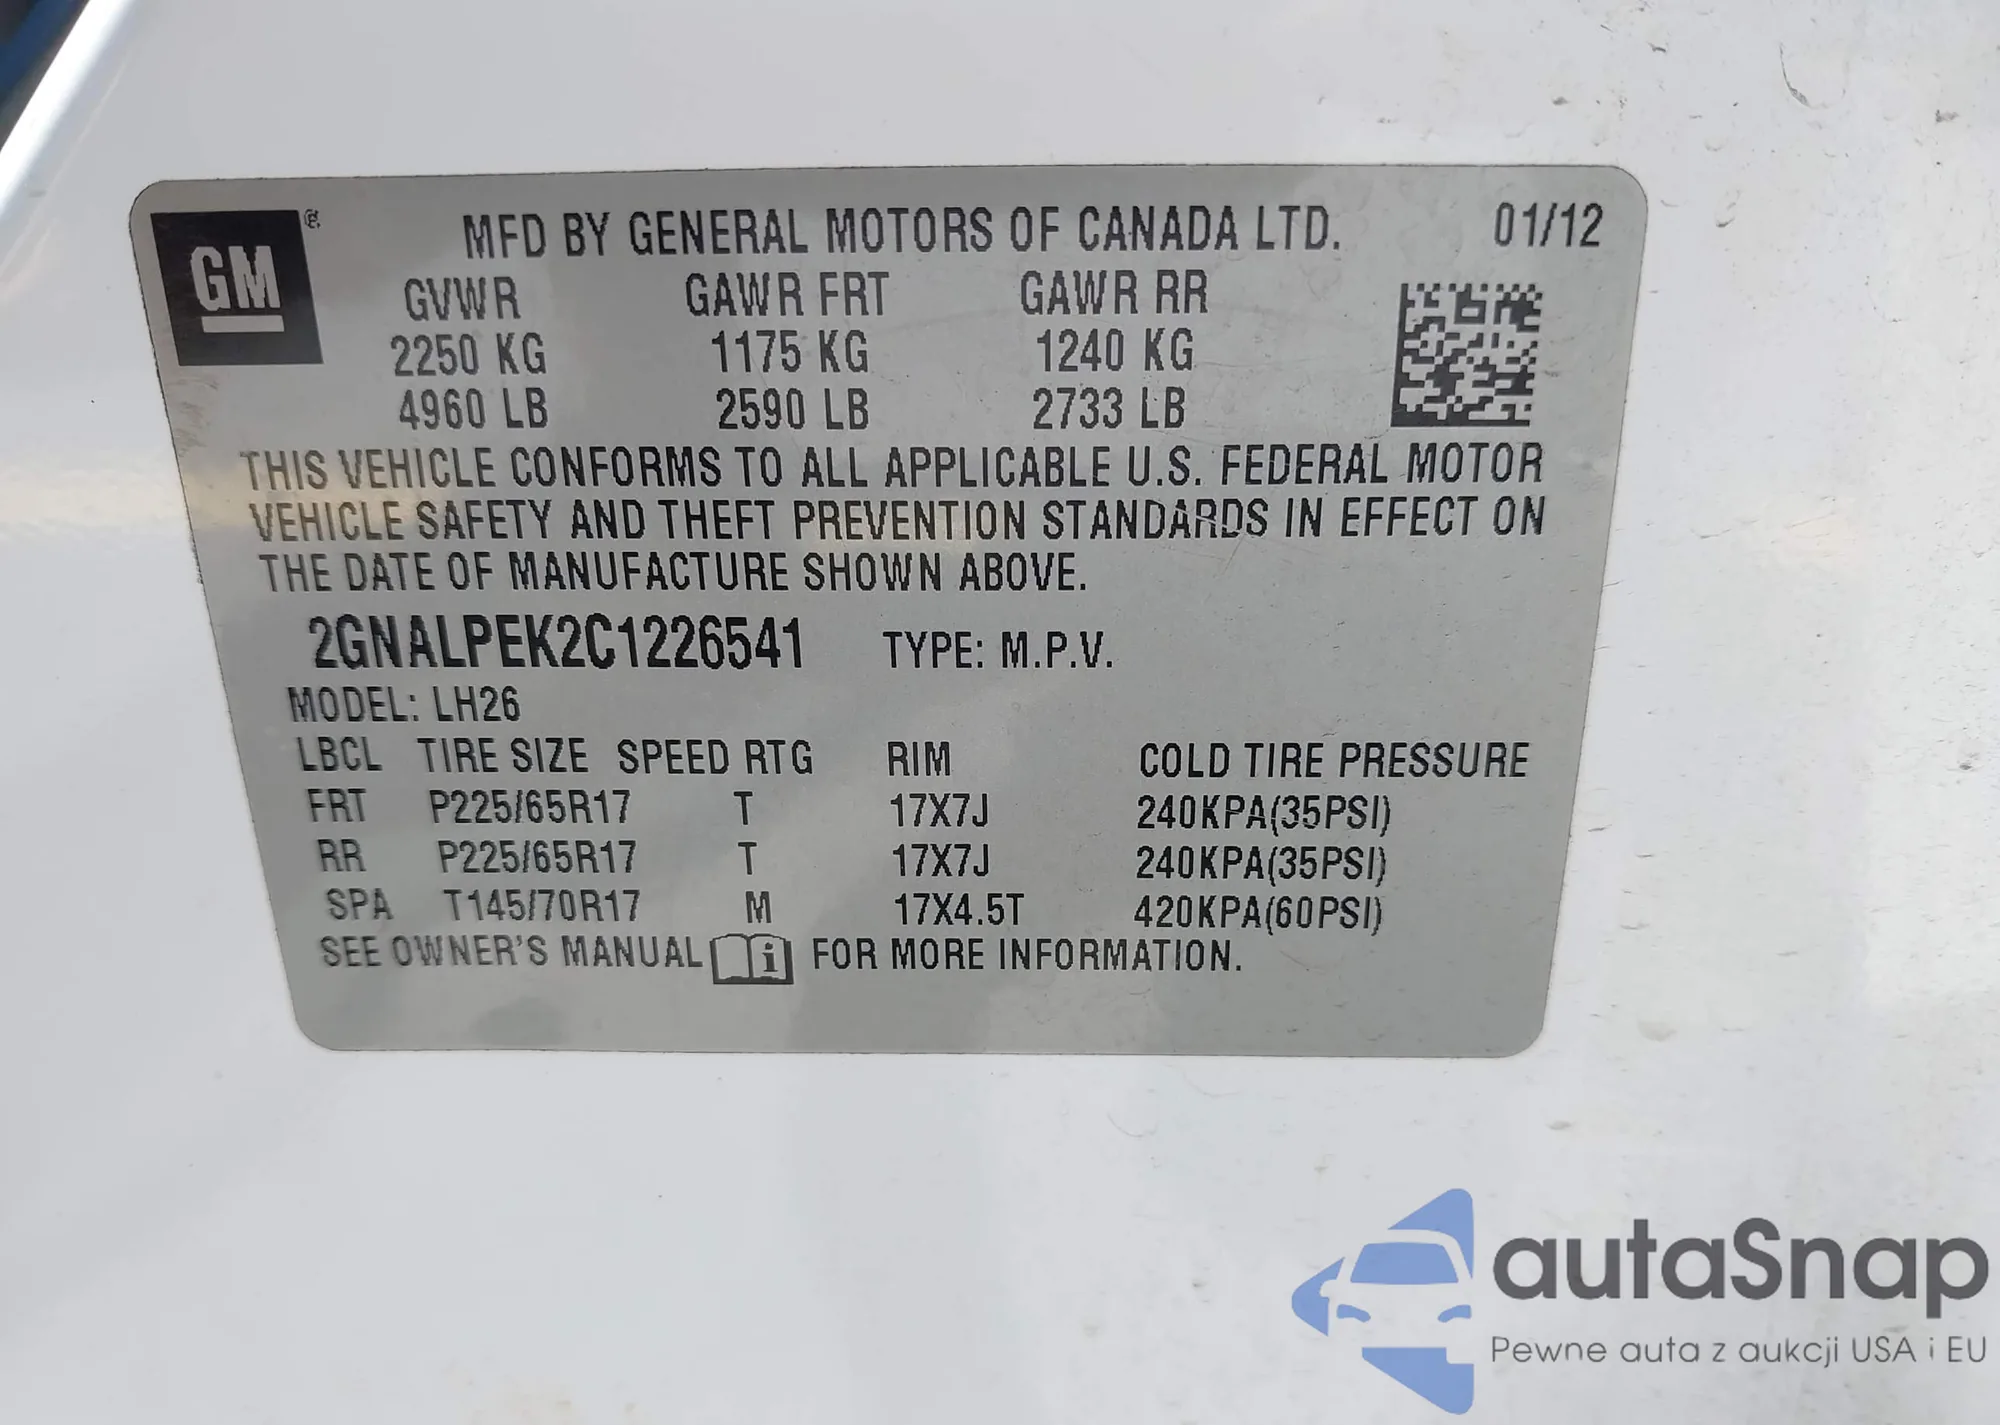 GM
MFD BY GENERAL MOTORS OF CANADA LTD. 01/12
GVWR GAWR FRT GAWR RR
2250 KG 1175 KG 1240 KG
4960 LB 2590 LB 2733 LB
THIS VEHICLE CONFORMS TO ALL APPLICABLE U.S. FEDERAL MOTOR
VEHICLE SAFETY AND THEFT PREVENTION STANDARDS IN EFFECT ON
THE DATE OF MANUFACTURE SHOWN ABOVE.
2GNALPEK2C1226541 TYPE: M.P.V.
MODEL: LH26
LBCL TIRE SIZE SPEED RTG RIM COLD TIRE PRESSURE
FRT P225/65R17 T 17X7J 240KPA(35PSI)
RR P225/65R17 T 17X7J 240KPA(35PSI)
SPA T145/70R17 M 17X4.5T 420KPA(60PSI)
SEE OWNER'S MANUAL i FOR MORE INFORMATION.
autaSnap
Pewne auta z aukcji USA i EU